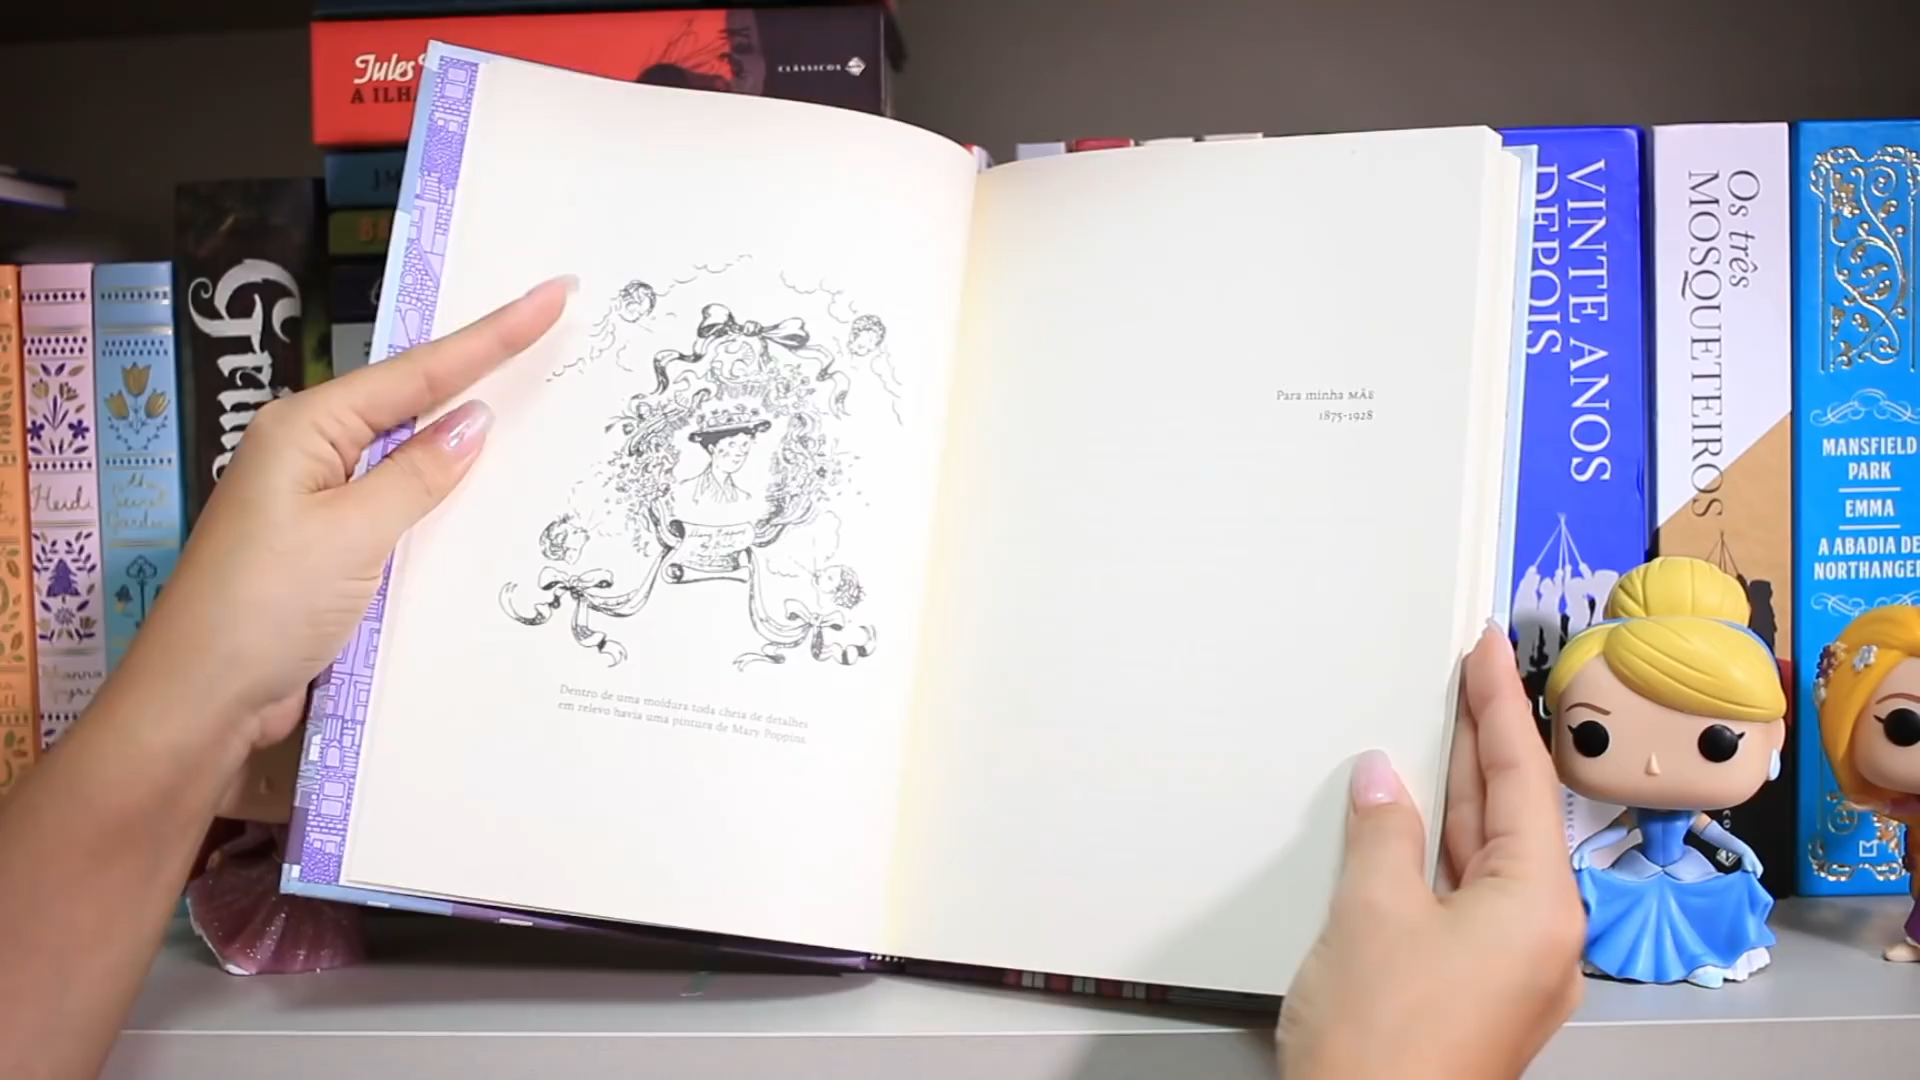 Jules
A ILH
CLÁSSICOS
Heidi
The
Secret
Garden
Dentro de uma moldura toda cheia de detalhes
em relevo havia uma pintura de Mary Poppins
Para minha MÃE
1875-1928
VINTE ANOS
DEPOIS
Os três
MOSQUETEIROS
MANSFIELD
PARK
EMMA
A ABADIA DE
NORTHANGER